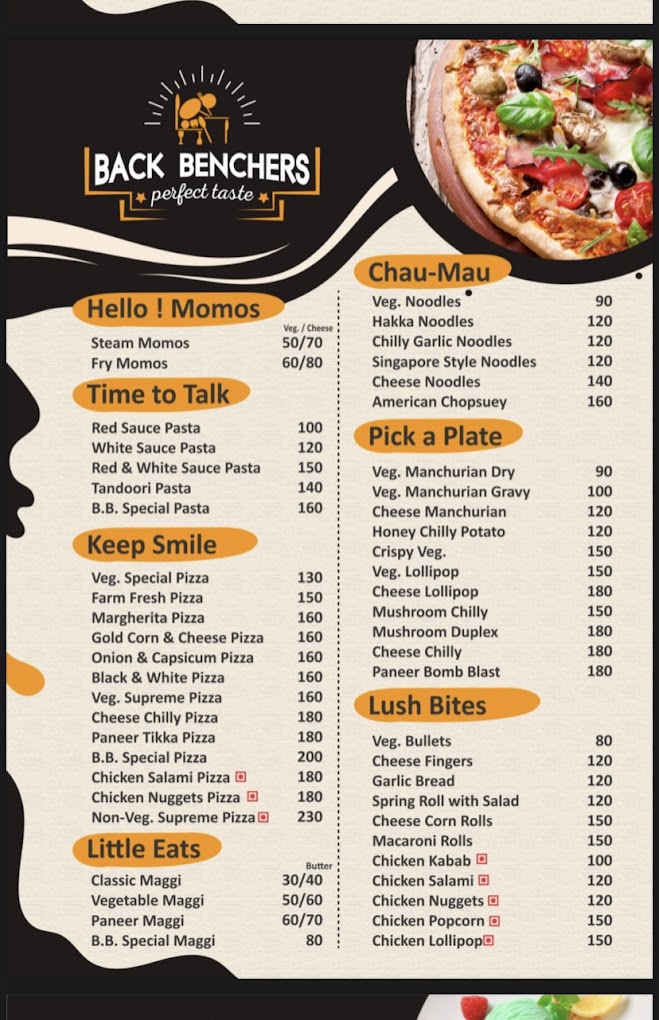 BACK BENCHERS
perfect taste
Hello ! Momos
Veg. / Cheese
Steam Momos 50/70
Fry Momos 60/80
Time to Talk
Red Sauce Pasta 100
White Sauce Pasta 120
Red & White Sauce Pasta 150
Tandoori Pasta 140
B.B. Special Pasta 160
Keep Smile
Veg. Special Pizza 130
Farm Fresh Pizza 150
Margherita Pizza 160
Gold Corn & Cheese Pizza 160
Onion & Capsicum Pizza 160
Black & White Pizza 160
Veg. Supreme Pizza 160
Cheese Chilly Pizza 180
Paneer Tikka Pizza 180
B.B. Special Pizza 200
Chicken Salami Pizza 180
Chicken Nuggets Pizza 180
Non-Veg. Supreme Pizza 230
Little Eats
Butter
Classic Maggi 30/40
Vegetable Maggi 50/60
Paneer Maggi 60/70
B.B. Special Maggi 80
Chau-Mau
Veg. Noodles 90
Hakka Noodles 120
Chilly Garlic Noodles 120
Singapore Style Noodles 120
Cheese Noodles 140
American Chopsuey 160
Pick a Plate
Veg. Manchurian Dry 90
Veg. Manchurian Gravy 100
Cheese Manchurian 120
Honey Chilly Potato 120
Crispy Veg. 150
Veg. Lollipop 150
Cheese Lollipop 180
Mushroom Chilly 150
Mushroom Duplex 180
Cheese Chilly 180
Paneer Bomb Blast 180
Lush Bites
Veg. Bullets 80
Cheese Fingers 120
Garlic Bread 120
Spring Roll with Salad 120
Cheese Corn Rolls 150
Macaroni Rolls 150
Chicken Kabab 100
Chicken Salami 120
Chicken Nuggets 120
Chicken Popcorn 150
Chicken Lollipop 150